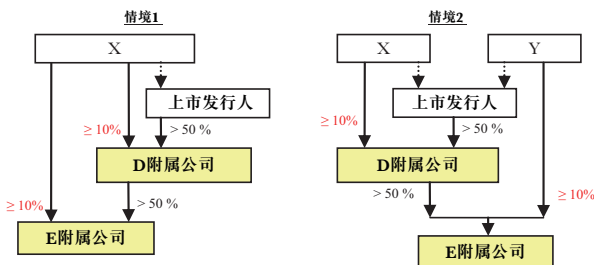 情境1
X
上市发行人
≥ 10%
> 50 %
D附属公司
> 50 %
≥ 10%
E附属公司
情境2
X
Y
上市发行人
≥ 10%
> 50 %
D附属公司
> 50 %
≥ 10%
E附属公司